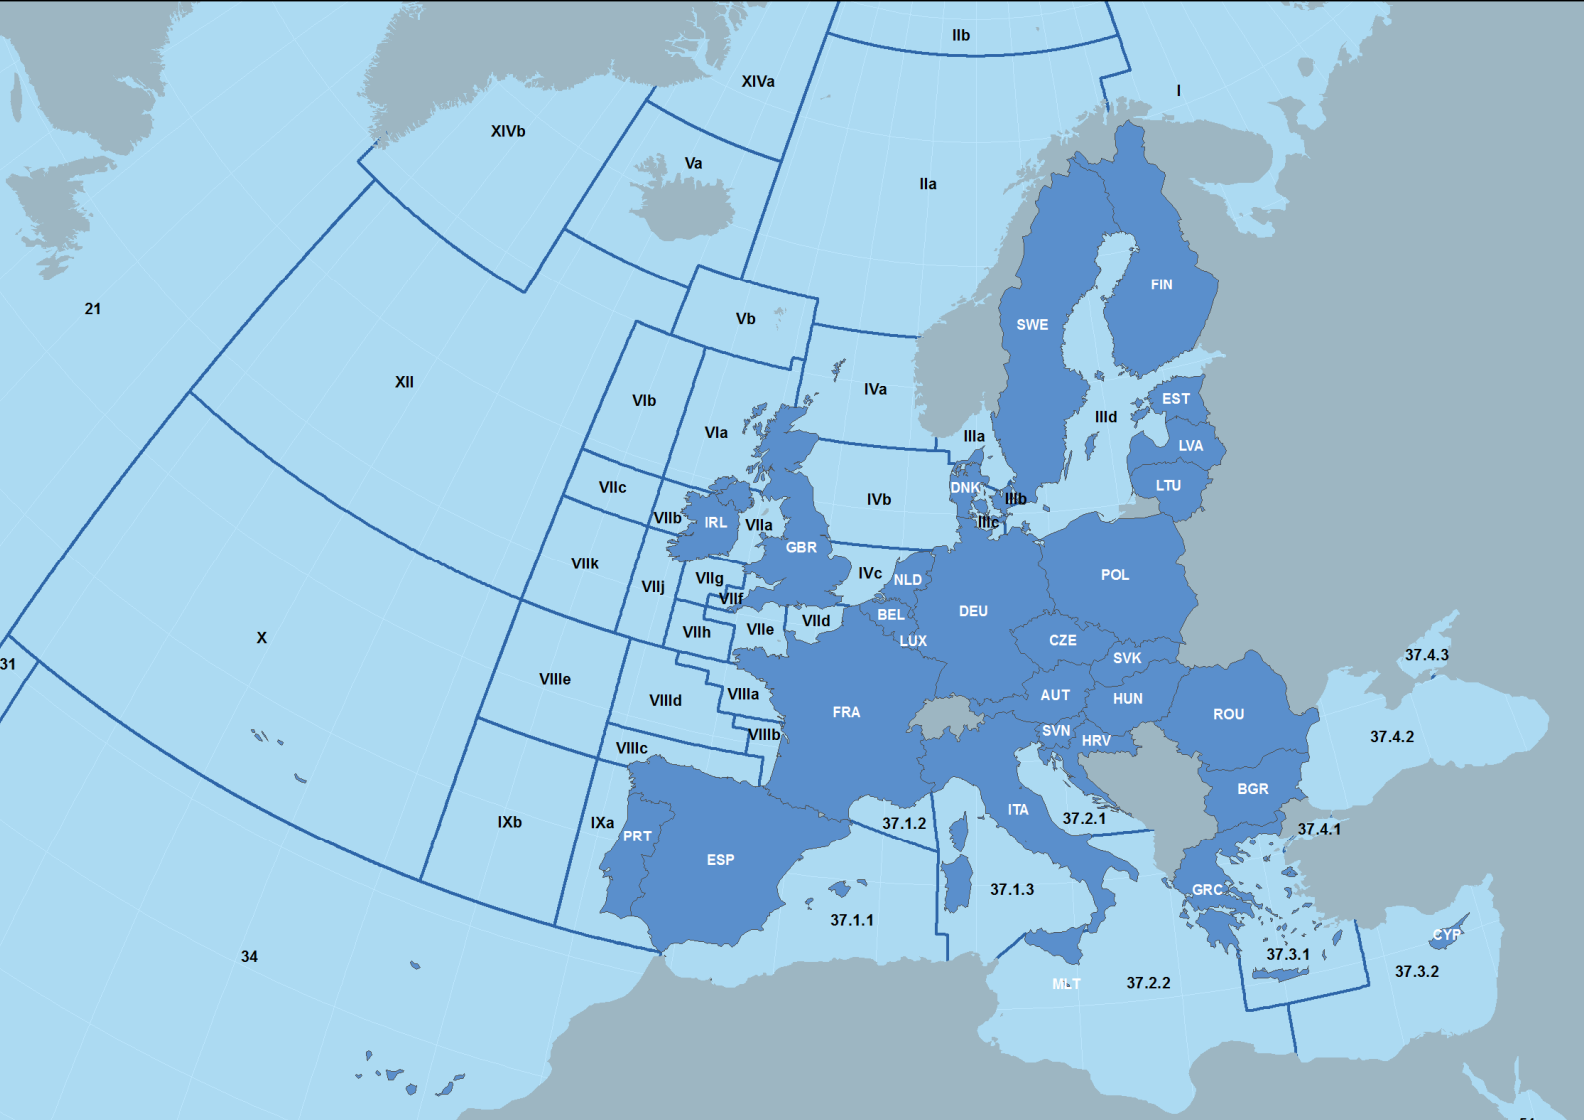 IIb
XIVa
I
XIVb
Va
IIa
FIN
21
Vb
SWE
XII
IVa
VIb
EST
IIId
VIa
IIIa
LVA
VIIc
DNK
LTU
IVb
IIIb
VIIb
IRL
VIIa
IIIc
GBR
VIIk
IVc
POL
VIIg
NLD
VIIj
VIIf
DEU
BEL
VIId
VIIe
VIIh
X
LUX
CZE
37.4.3
SVK
31
VIIIe
VIIIa
AUT
HUN
VIIId
FRA
ROU
SVN
VIIIb
37.4.2
HRV
VIIIc
BGR
ITA
37.2.1
IXb
IXa
37.1.2
37.4.1
PRT
ESP
37.1.3
GRC
37.1.1
CYP
34
37.3.1
37.3.2
MLT
37.2.2